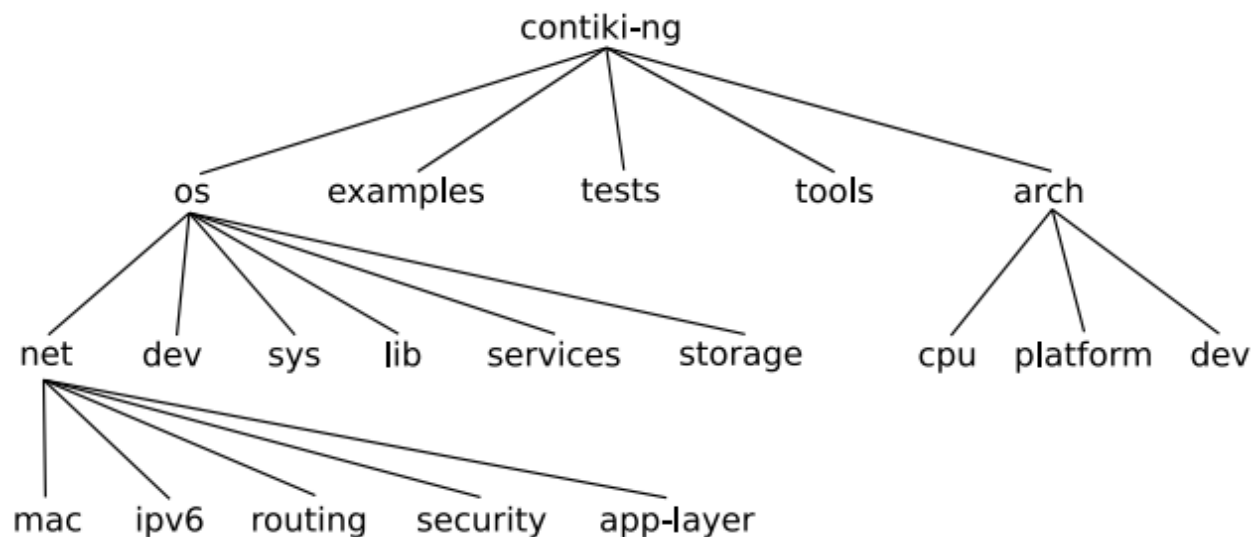 contiki-ng
os examples tests tools arch
net dev sys lib services storage cpu platform dev
mac ipv6 routing security app-layer